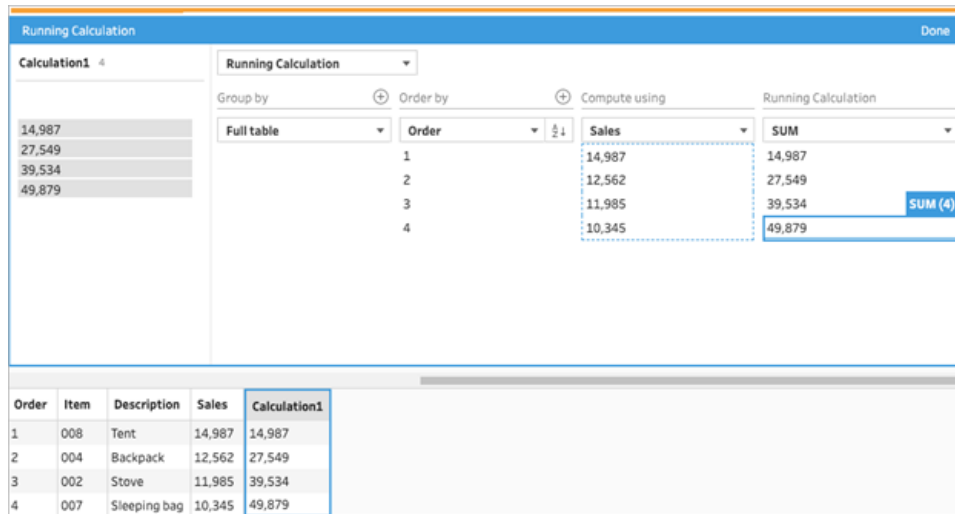 Running Calculation Done
Calculation1 4
Running Calculation
Group by Order by Compute using Running Calculation
Full table Order Sales SUM
14,987
27,549
39,534
49,879
1 14,987 14,987
2 12,562 27,549
3 11,985 39,534 SUM (4)
4 10,345 49,879
Order Item Description Sales Calculation1
1 008 Tent 14,987 14,987
2 004 Backpack 12,562 27,549
3 002 Stove 11,985 39,534
4 007 Sleeping bag 10,345 49,879